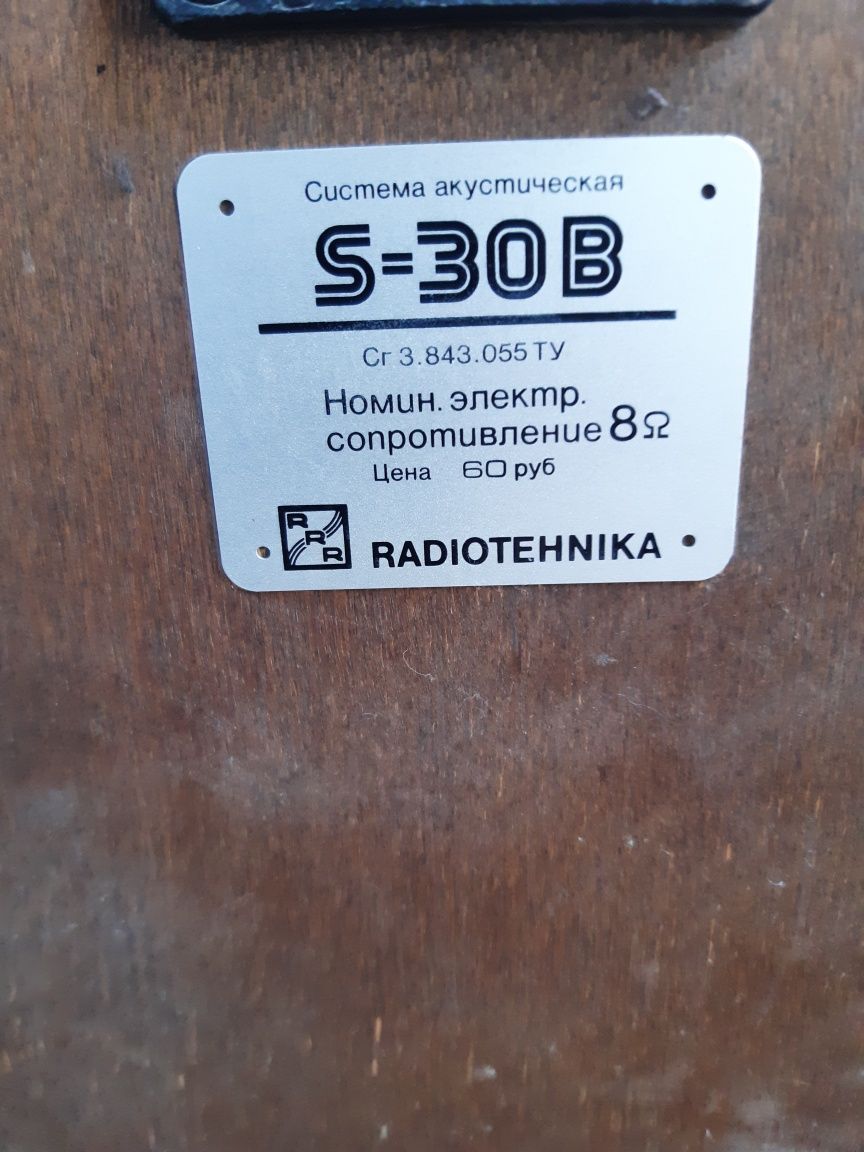 Система акустическая
S-30B
Сг 3.843.055 ТУ
Номин. электр.
сопротивление 8Ω
Цена 60 руб
RRR RADIOTEHNIKA